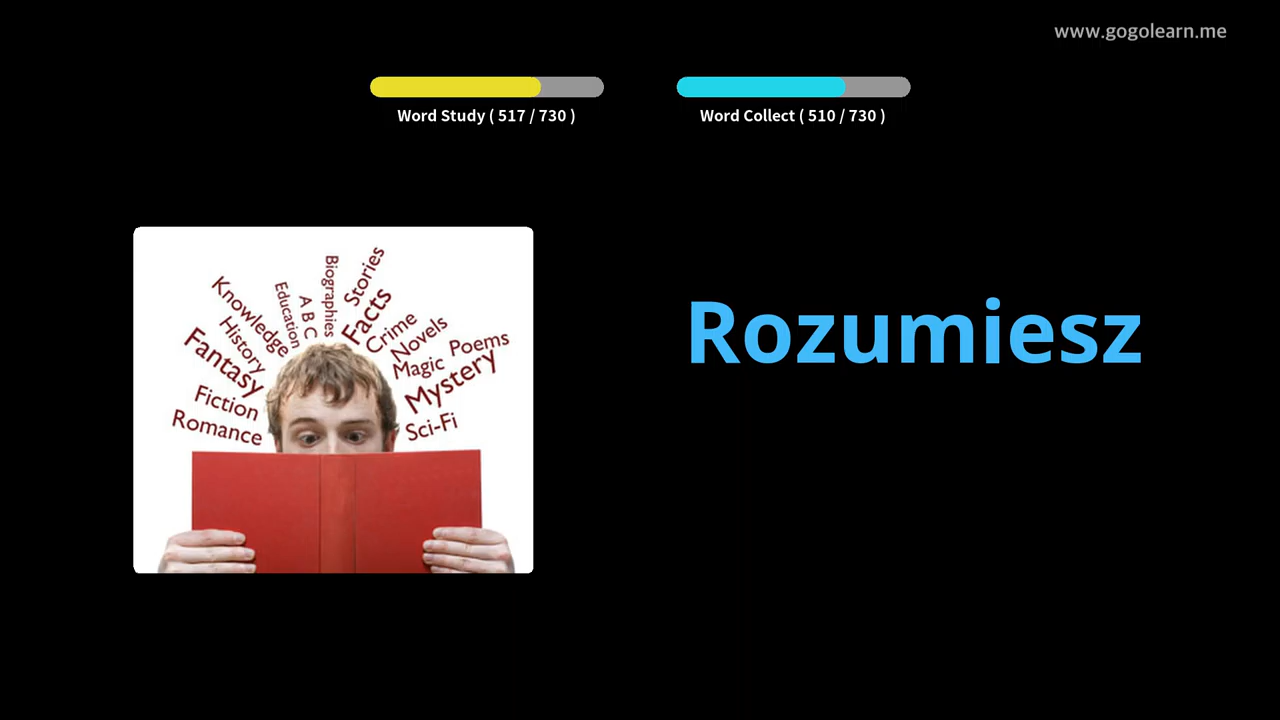 www.gogolearn.me
Word Study ( 517 / 730 )
Word Collect ( 510 / 730 )
Rozumiesz
Biographies
Stories
Knowledge
Education
A B C
Facts
History
Crime
Novels
Fantasy
Magic
Poems
Mystery
Fiction
Romance
Sci-Fi